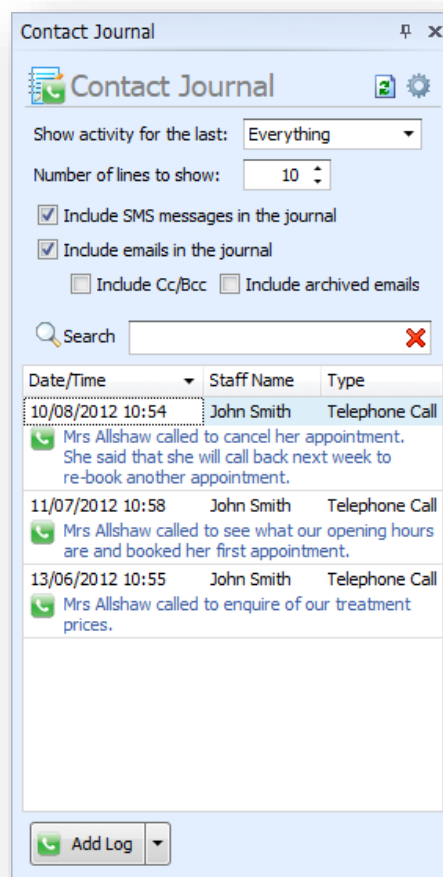 Contact Journal
Contact Journal
Show activity for the last: Everything
Number of lines to show: 10
Include SMS messages in the journal
Include emails in the journal
Include Cc/Bcc Include archived emails
Search
Date/Time Staff Name Type
10/08/2012 10:54 John Smith Telephone Call
Mrs Allshaw called to cancel her appointment.
She said that she will call back next week to
re-book another appointment.
11/07/2012 10:58 John Smith Telephone Call
Mrs Allshaw called to see what our opening hours
are and booked her first appointment.
13/06/2012 10:55 John Smith Telephone Call
Mrs Allshaw called to enquire of our treatment
prices.
Add Log